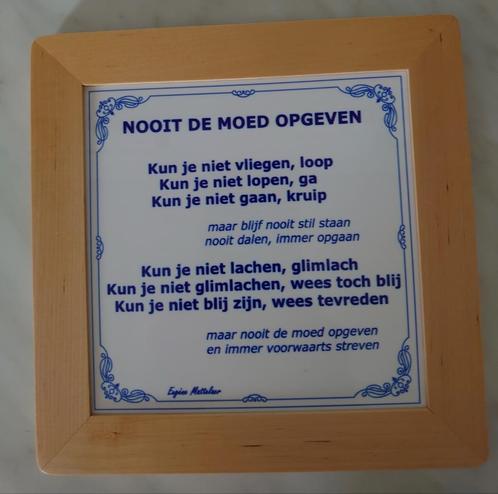 NOOIT DE MOED OPGEVEN
Kun je niet vliegen, loop
Kun je niet lopen, ga
Kun je niet gaan, kruip
maar blijf nooit stil staan
nooit dalen, immer opgaan
Kun je niet lachen, glimlach
Kun je niet glimlachen, wees toch blij
Kun je niet blij zijn, wees tevreden
maar nooit de moed opgeven
en immer voorwaarts streven
Eugène Mattelaer